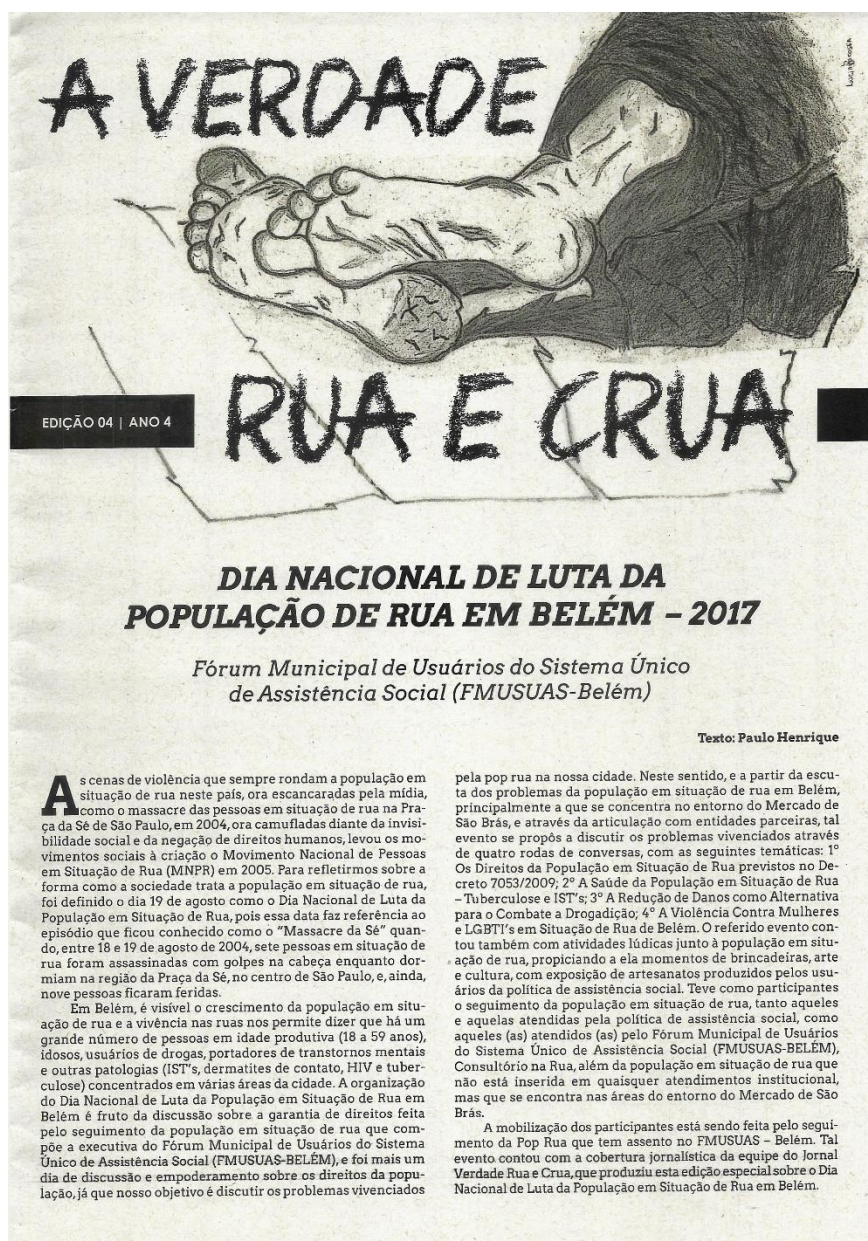 A VERDADE
RUA E CRUA
EDIÇÃO 04 | ANO 4
DIA NACIONAL DE LUTA DA
POPULAÇÃO DE RUA EM BELÉM – 2017
Fórum Municipal de Usuários do Sistema Único
de Assistência Social (FMUSUAS-Belém)
Texto: Paulo Henrique
As cenas de violência que sempre rondam a população em
situação de rua neste país, ora escancaradas pela mídia,
como o massacre das pessoas em situação de rua na Pra-
ça da Sé de São Paulo, em 2004, ora camufladas diante da invisi-
bilidade social e da negação de direitos humanos, levou os mo-
vimentos sociais à criação o Movimento Nacional de Pessoas
em Situação de Rua (MNPR) em 2005. Para refletirmos sobre a
forma como a sociedade trata a população em situação de rua,
foi definido o dia 19 de agosto como o Dia Nacional de Luta da
População em Situação de Rua, pois essa data faz referência ao
episódio que ficou conhecido como o "Massacre da Sé" quan-
do, entre 18 e 19 de agosto de 2004, sete pessoas em situação de
rua foram assassinadas com golpes na cabeça enquanto dor-
miam na região da Praça da Sé, no centro de São Paulo, e, ainda,
nove pessoas ficaram feridas.
Em Belém, é visível o crescimento da população em situ-
ação de rua e a vivência nas ruas nos permite dizer que há um
grande número de pessoas em idade produtiva (18 a 59 anos),
idosos, usuários de drogas, portadores de transtornos mentais
e outras patologias (IST's, dermatites de contato, HIV e tuber-
culose) concentrados em várias áreas da cidade. A organização
do Dia Nacional de Luta da População em Situação de Rua em
Belém é fruto da discussão sobre a garantia de direitos feita
pelo seguimento da população em situação de rua que com-
põe a executiva do Fórum Municipal de Usuários do Sistema
Único de Assistência Social (FMUSUAS-BELÉM), e foi mais um
dia de discussão e empoderamento sobre os direitos da popu-
lação, já que nosso objetivo é discutir os problemas vivenciados
pela pop rua na nossa cidade. Neste sentido, e a partir da escu-
ta dos problemas da população em situação de rua em Belém,
principalmente a que se concentra no entorno do Mercado de
São Brás, e através da articulação com entidades parceiras, tal
evento se propôs a discutir os problemas vivenciados através
de quatro rodas de conversas, com as seguintes temáticas: 1º
Os Direitos da População em Situação de Rua previstos no De-
creto 7053/2009; 2º A Saúde da População em Situação de Rua
– Tuberculose e IST's; 3º A Redução de Danos como Alternativa
para o Combate a Drogadição; 4º A Violência Contra Mulheres
e LGBTI's em Situação de Rua de Belém. O referido evento con-
tou também com atividades lúdicas junto à população em situ-
ação de rua, propiciando a ela momentos de brincadeiras, arte
e cultura, com exposição de artesanatos produzidos pelos usu-
ários da política de assistência social. Teve como participantes
o seguimento da população em situação de rua, tanto aqueles
e aquelas atendidas pela política de assistência social, como
aqueles (as) atendidos (as) pelo Fórum Municipal de Usuários
do Sistema Único de Assistência Social (FMUSUAS-BELÉM),
Consultório na Rua, além da população em situação de rua que
não está inserida em quaisquer atendimentos institucional,
mas que se encontra nas áreas do entorno do Mercado de São
Brás.
A mobilização dos participantes está sendo feita pelo segui-
mento da Pop Rua que tem assento no FMUSUAS – Belém. Tal
evento contou com a cobertura jornalística da equipe do Jornal
Verdade Rua e Crua, que produziu esta edição especial sobre o Dia
Nacional de Luta da População em Situação de Rua em Belém.